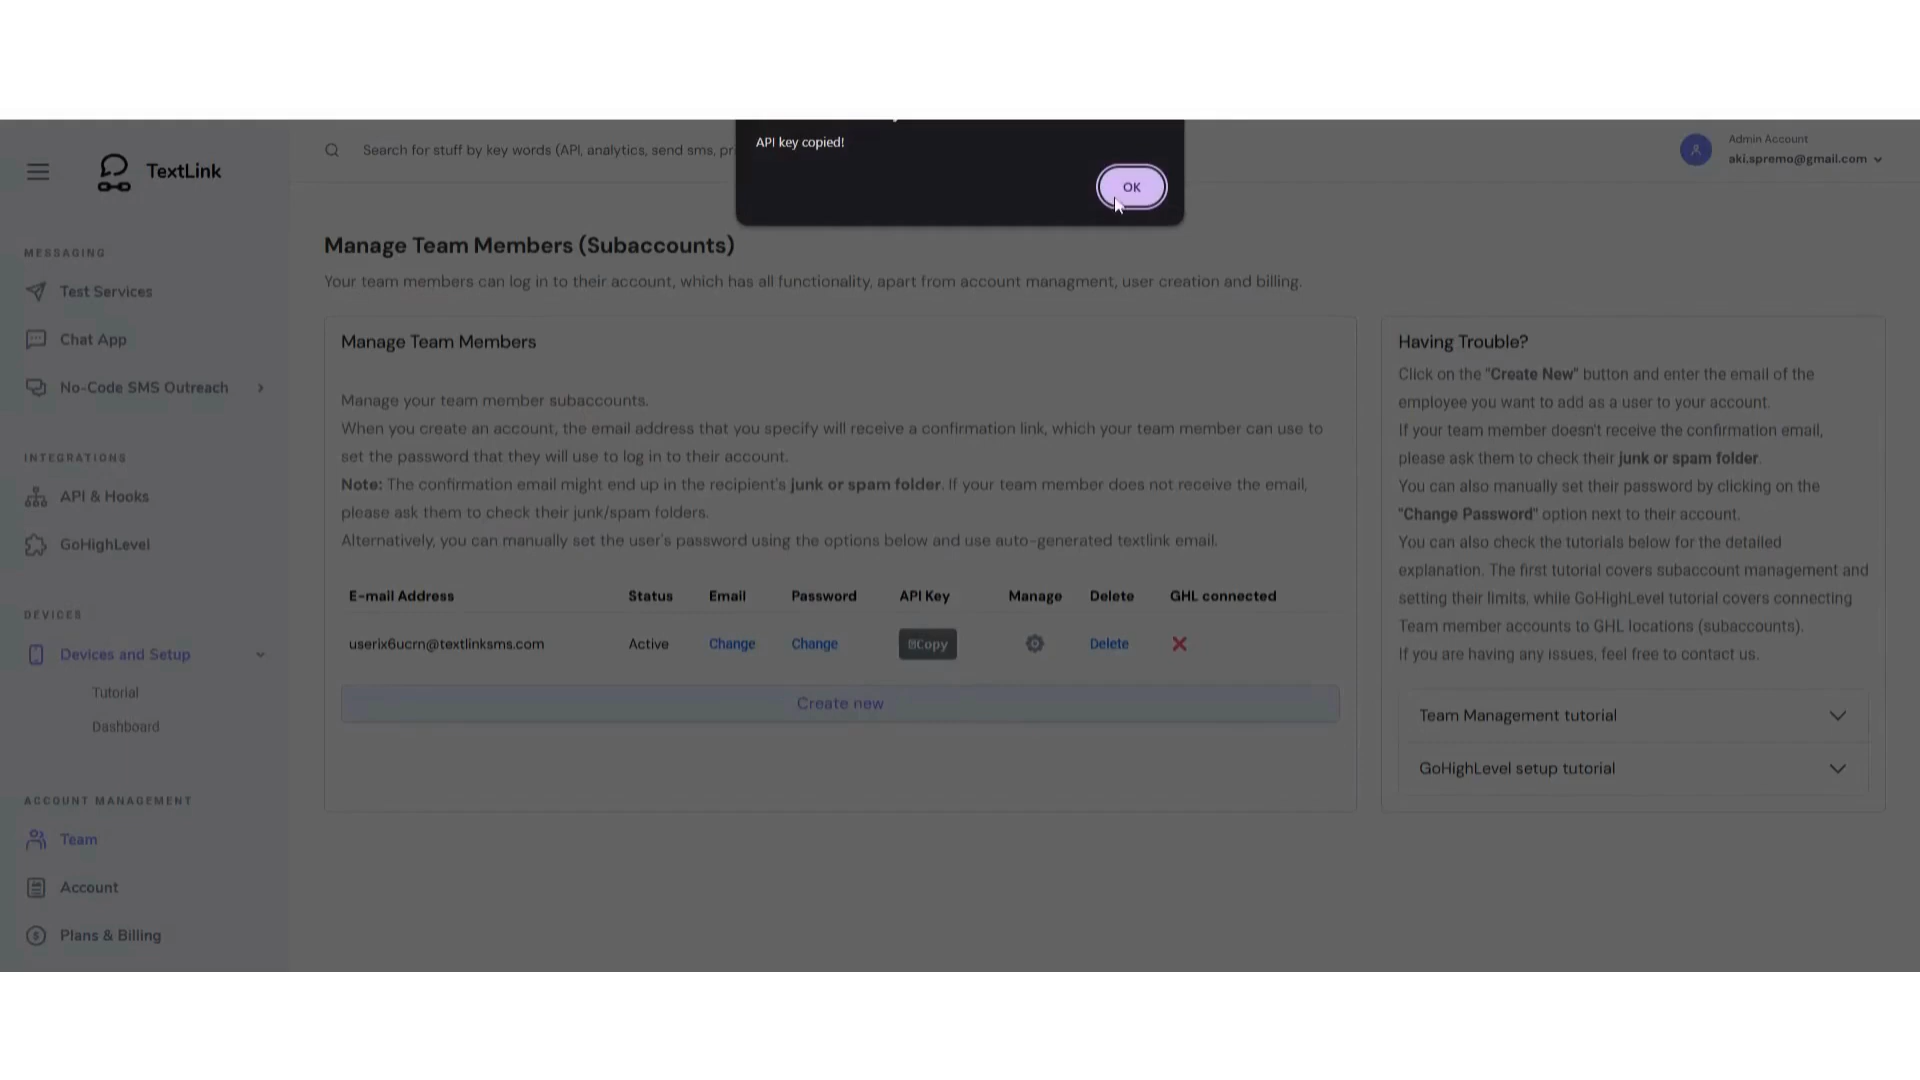 API key copied!
OK
TextLink
Search for stuff by key words (API, analytics, send sms, pri
Admin Account
aki.spremo@gmail.com
MESSAGING
Test Services
Chat App
No-Code SMS Outreach
INTEGRATIONS
API & Hooks
GoHighLevel
DEVICES
Devices and Setup
Tutorial
Dashboard
ACCOUNT MANAGEMENT
Team
Account
Plans & Billing
Manage Team Members (Subaccounts)
Your team members can log in to their account, which has all functionality, apart from account managment, user creation and billing.
Manage Team Members
Manage your team member subaccounts.
When you create an account, the email address that you specify will receive a confirmation link, which your team member can use to
set the password that they will use to log in to their account.
Note: The confirmation email might end up in the recipient's junk or spam folder. If your team member does not receive the email,
please ask them to check their junk/spam folders.
Alternatively, you can manually set the user's password using the options below and use auto-generated textlink email.
E-mail Address Status Email Password API Key Manage Delete GHL connected
userix6ucrn@textlinksms.com Active Change Change Copy Delete
Create new
Having Trouble?
Click on the "Create New" button and enter the email of the
employee you want to add as a user to your account.
If your team member doesn't receive the confirmation email,
please ask them to check their junk or spam folder.
You can also manually set their password by clicking on the
"Change Password" option next to their account.
You can also check the tutorials below for the detailed
explanation. The first tutorial covers subaccount management and
setting their limits, while GoHighLevel tutorial covers connecting
Team member accounts to GHL locations (subaccounts).
If you are having any issues, feel free to contact us.
Team Management tutorial
GoHighLevel setup tutorial